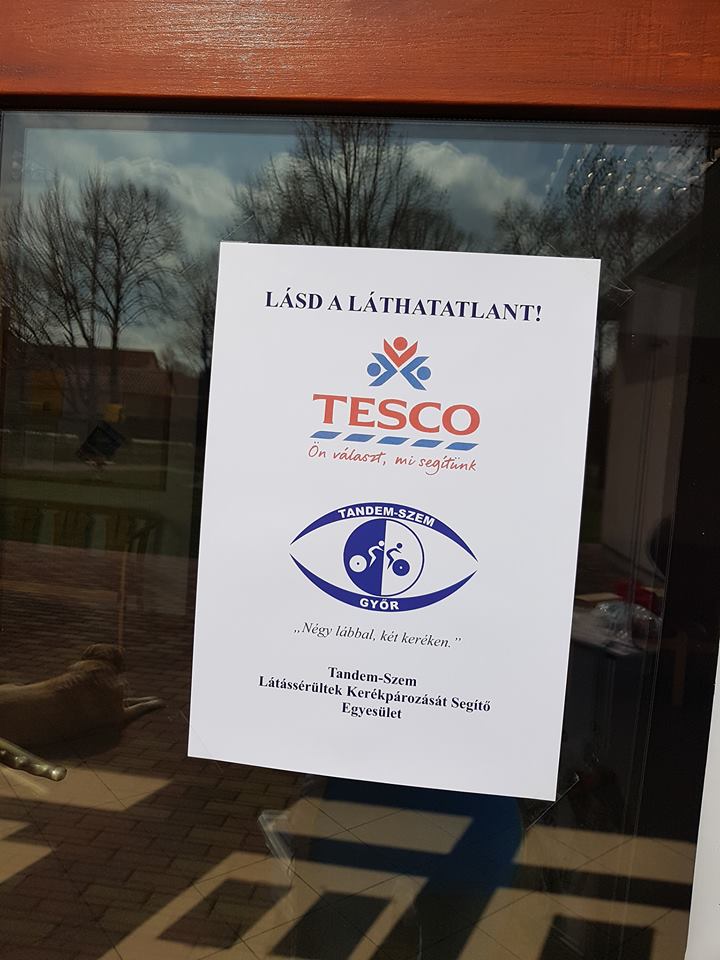 LÁSD A LÁTHATATLANT!
TESCO
Ön választ, mi segítünk
TANDEM-SZEM
GYŐR
„Négy lábbal, két keréken.”
Tandem-Szem
Látássérültek Kerékpározását Segítő
Egyesület